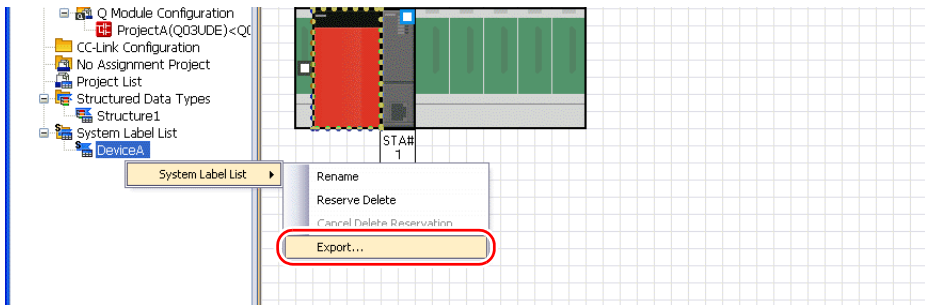 Q Module Configuration
ProjectA(Q03UDE)<Q(
CC-Link Configuration
No Assignment Project
Project List
Structured Data Types
Structure1
System Label List
DeviceA
STA#
1
System Label List
Rename
Reserve Delete
Cancel Delete Reservation
Export...